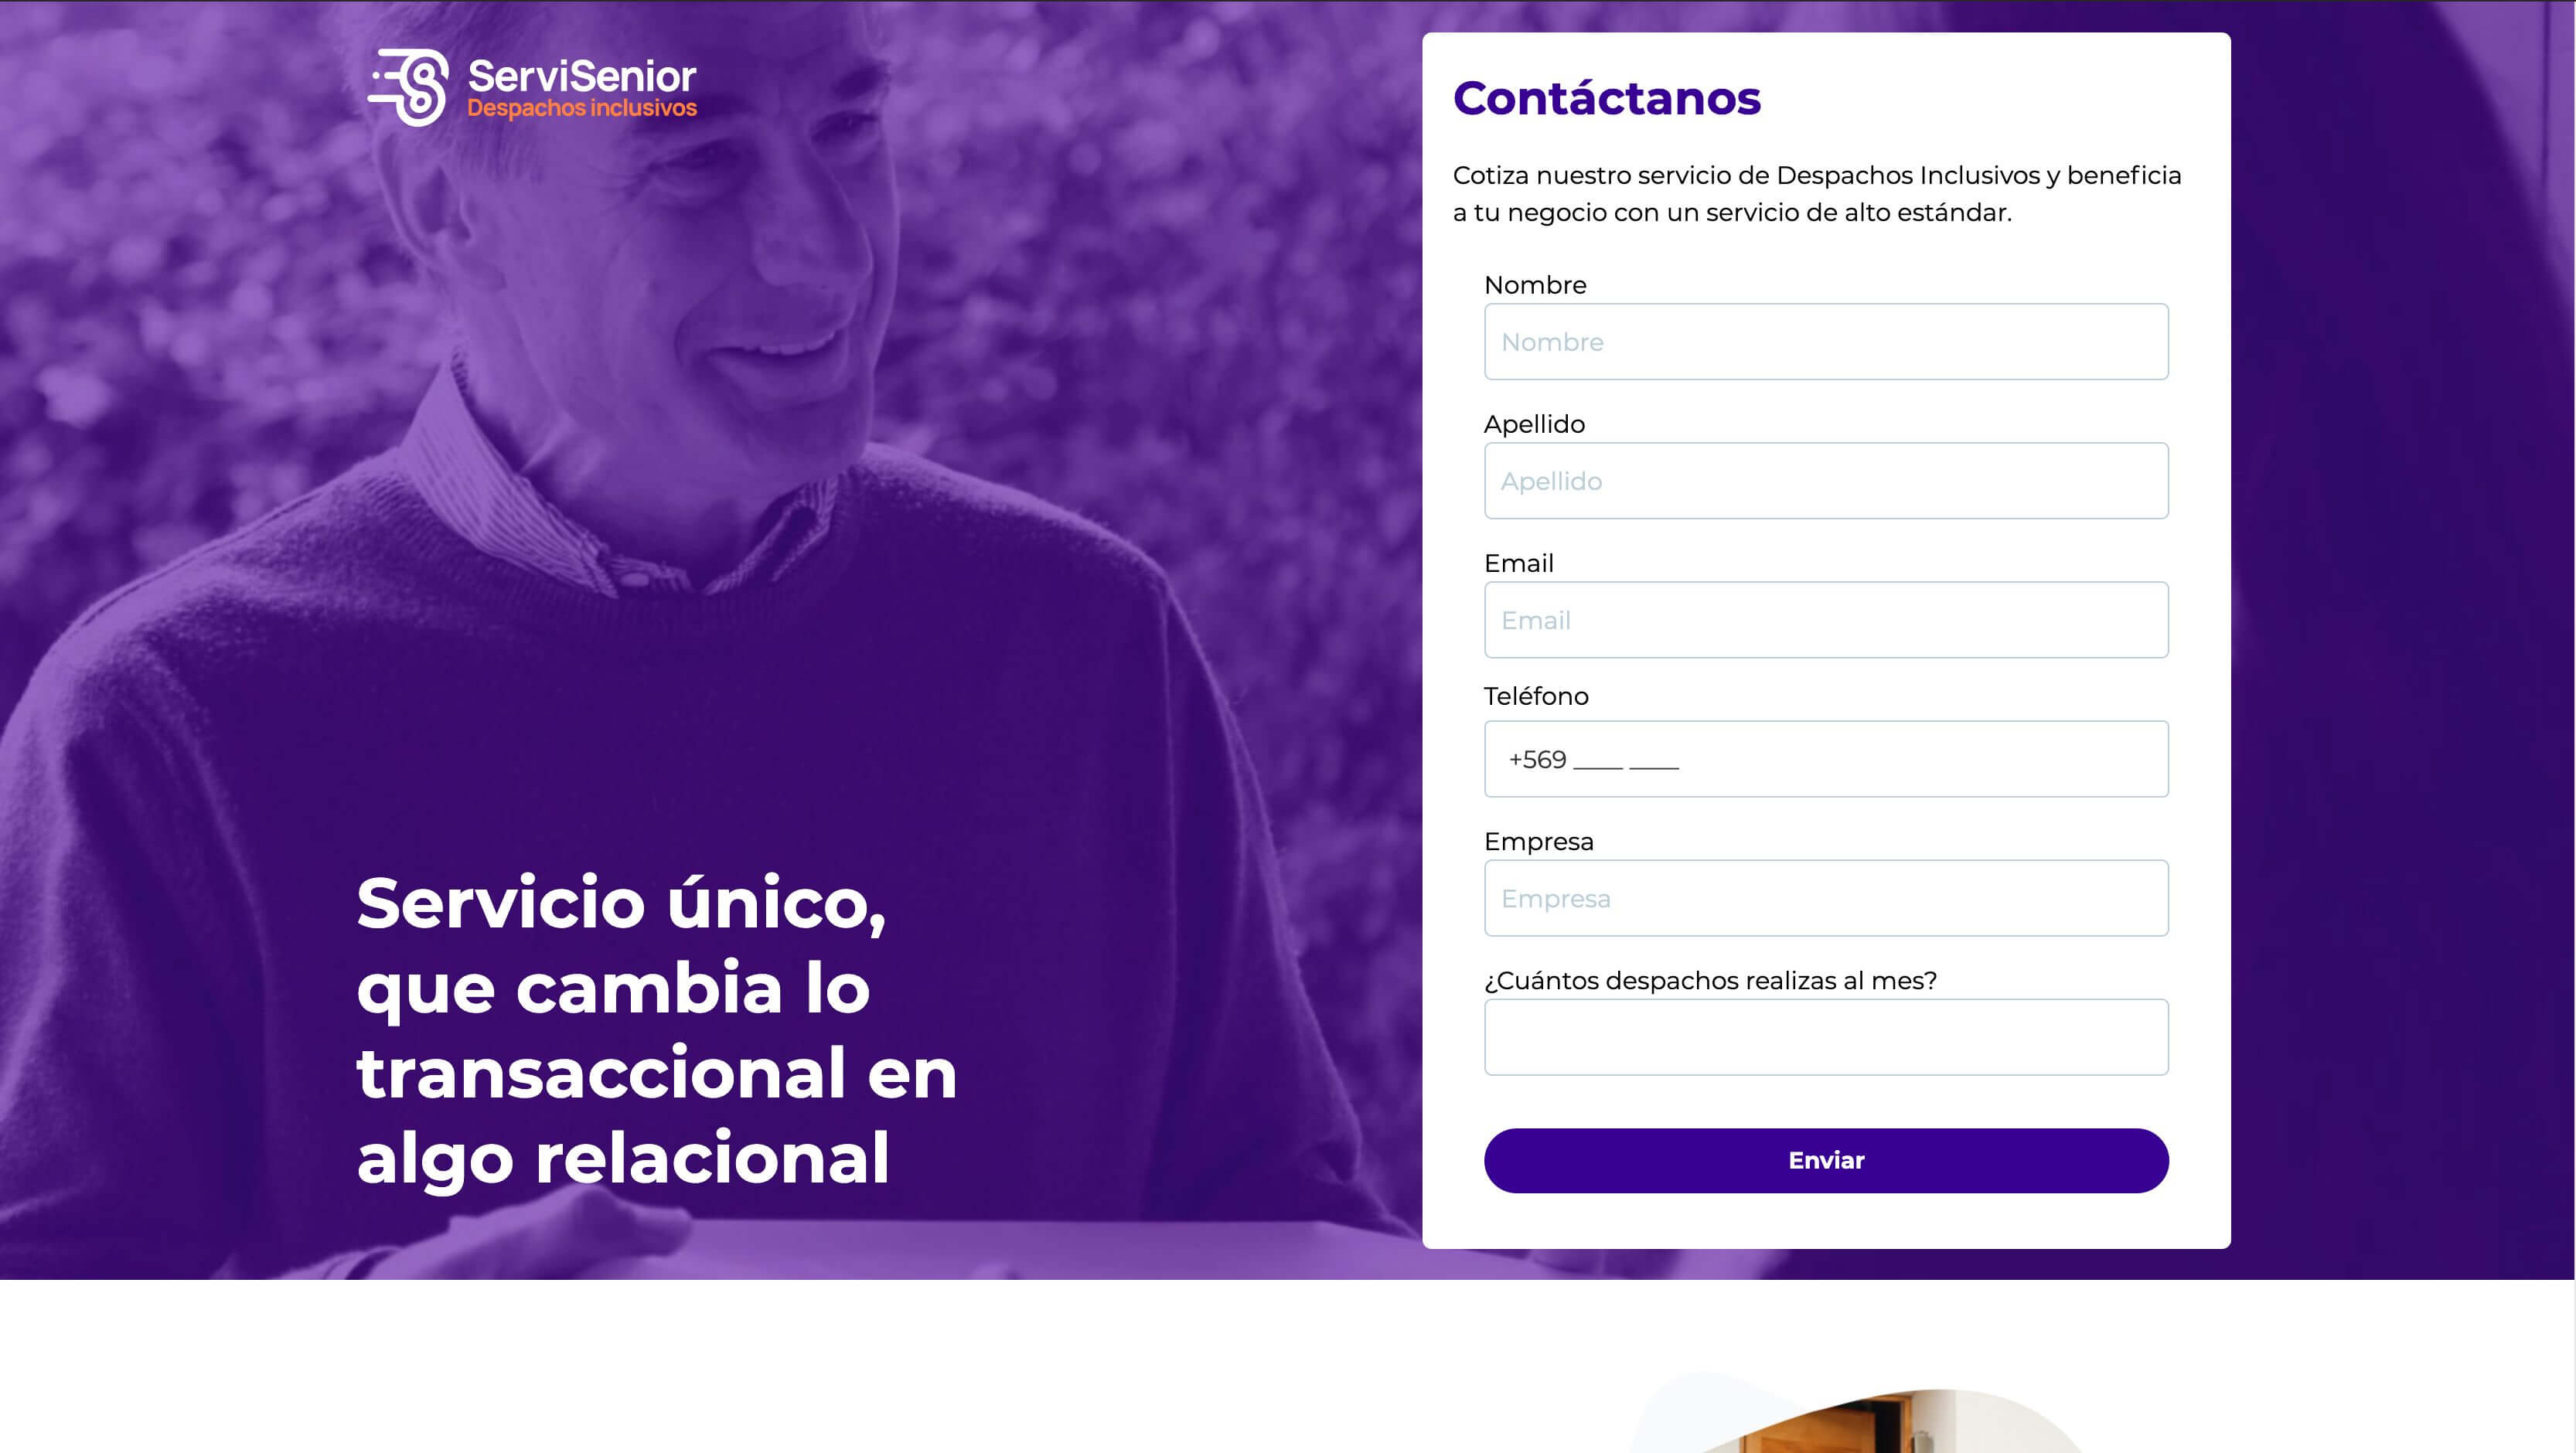 ServiSenior
Despachos inclusivos
Servicio único,
que cambia lo
transaccional en
algo relacional
Contáctanos
Cotiza nuestro servicio de Despachos Inclusivos y beneficia
a tu negocio con un servicio de alto estándar.
Nombre
Nombre
Apellido
Apellido
Email
Email
Teléfono
+569 ____ ____
Empresa
Empresa
¿Cuántos despachos realizas al mes?
Enviar